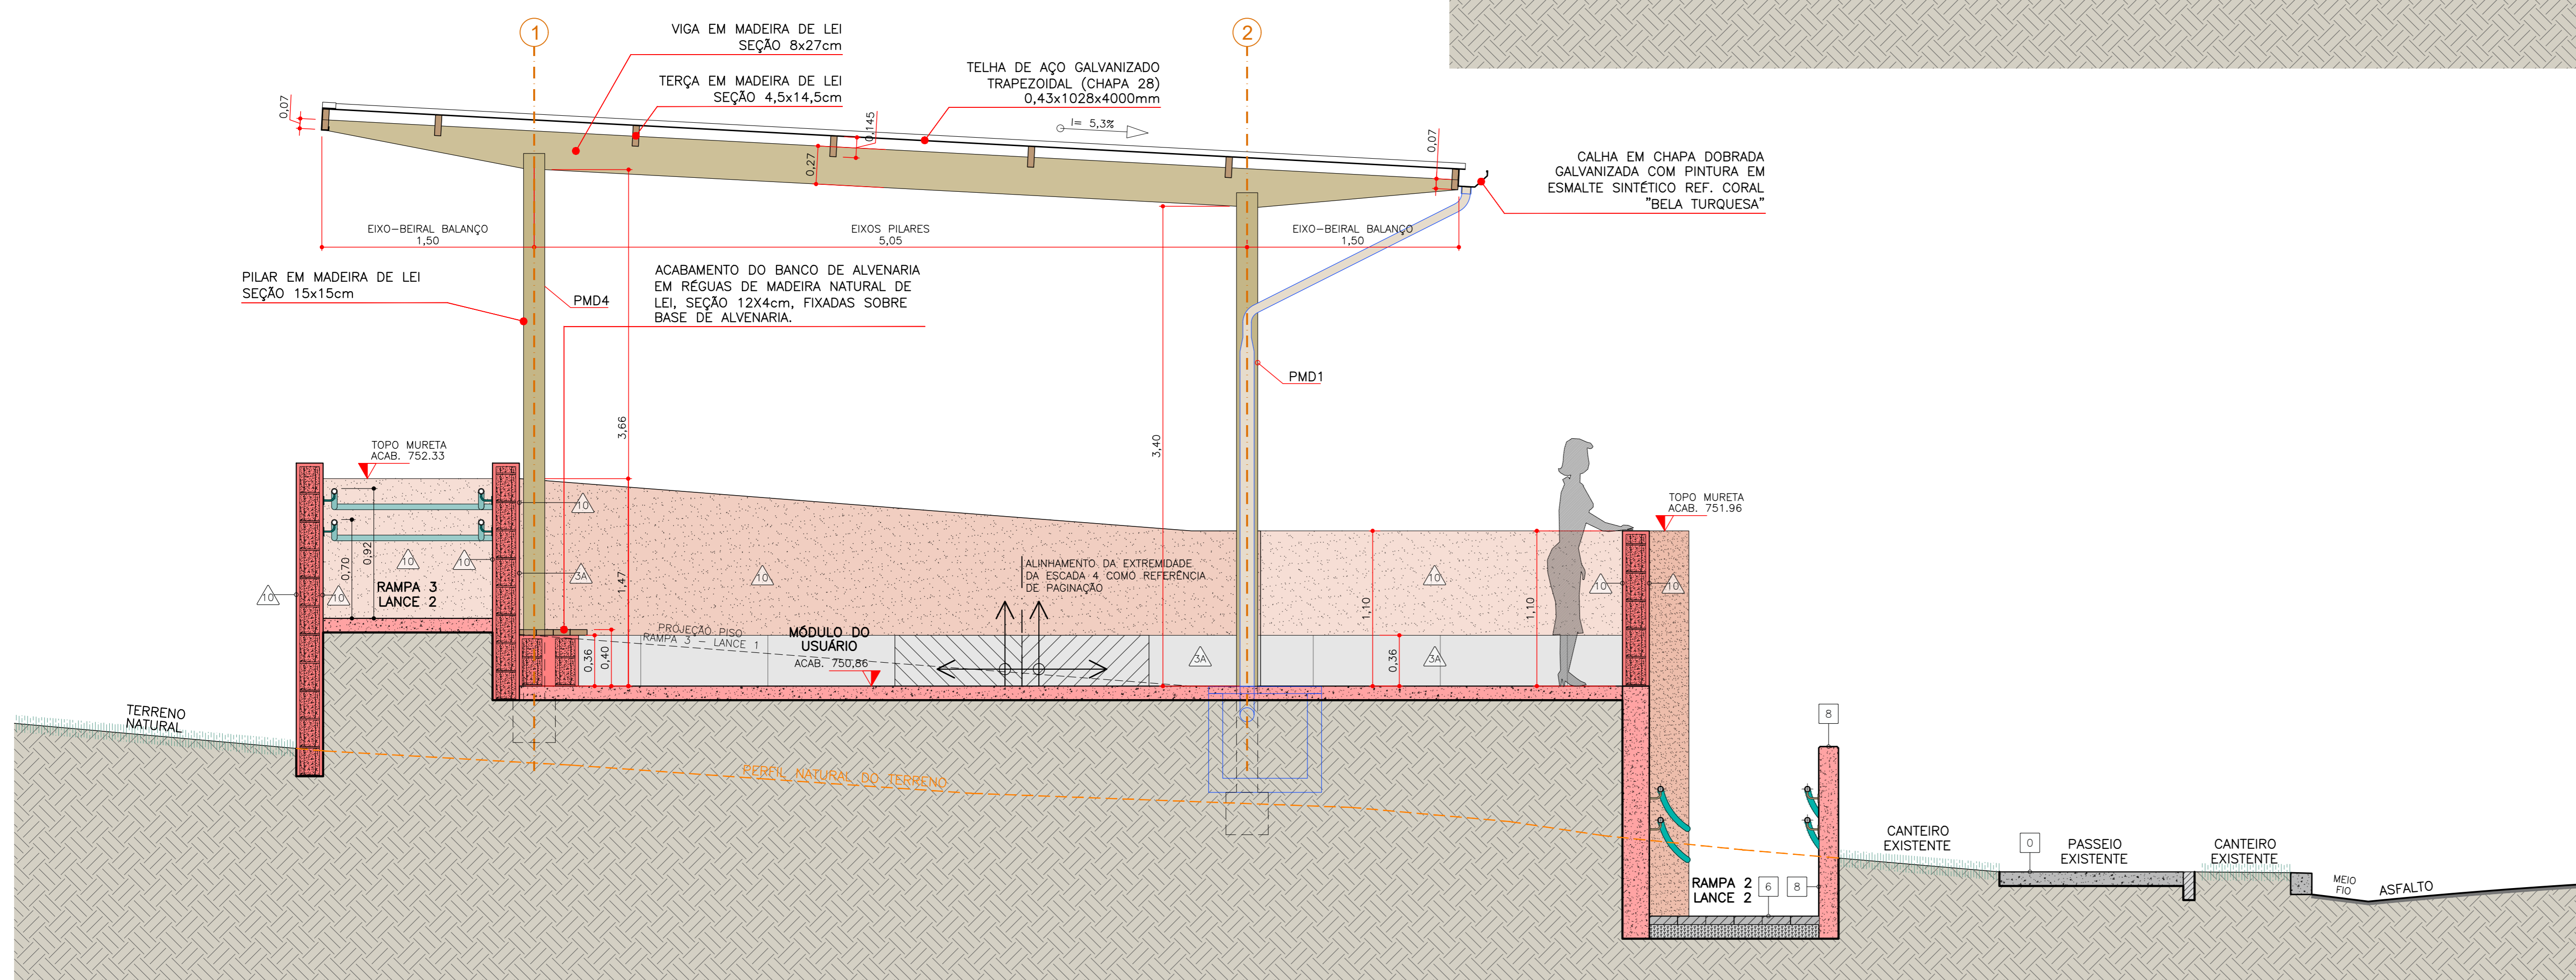 1
2
VIGA EM MADEIRA DE LEI
SEÇÃO 8x27cm
TERÇA EM MADEIRA DE LEI
SEÇÃO 4,5x14,5cm
TELHA DE AÇO GALVANIZADO
TRAPEZOIDAL (CHAPA 28)
0,43x1028x4000mm
0,07
0,145
I= 5,3%
0,27
0,07
CALHA EM CHAPA DOBRADA
GALVANIZADA COM PINTURA EM
ESMALTE SINTÉTICO REF. CORAL
"BELA TURQUESA"
EIXO-BEIRAL BALANÇO
1,50
EIXOS PILARES
5,05
EIXO-BEIRAL BALANÇO
1,50
PILAR EM MADEIRA DE LEI
SEÇÃO 15x15cm
ACABAMENTO DO BANCO DE ALVENARIA
EM RÉGUAS DE MADEIRA NATURAL DE
LEI, SEÇÃO 12X4cm, FIXADAS SOBRE
BASE DE ALVENARIA.
PMD4
PMD1
3,66
3,40
TOPO MURETA
ACAB. 752.33
TOPO MURETA
ACAB. 751.96
10
0,70
0,92
10
10
RAMPA 3
LANCE 2
10
10
3A
1,47
10
ALINHAMENTO DA EXTREMIDADE
DA ESCADA 4 COMO REFERÊNCIA
DE PAGINAÇÃO
1,10
10
1,10
10
10
PROJEÇÃO PISO
RAMPA 3 – LANCE 1
MÓDULO DO
USUÁRIO
ACAB. 750,86
0,36
0,40
3A
0,36
3A
TERRENO
NATURAL
PERFIL NATURAL DO TERRENO
8
CANTEIRO
EXISTENTE
0
PASSEIO
EXISTENTE
CANTEIRO
EXISTENTE
RAMPA 2
LANCE 2
6
8
MEIO
FIO
ASFALTO